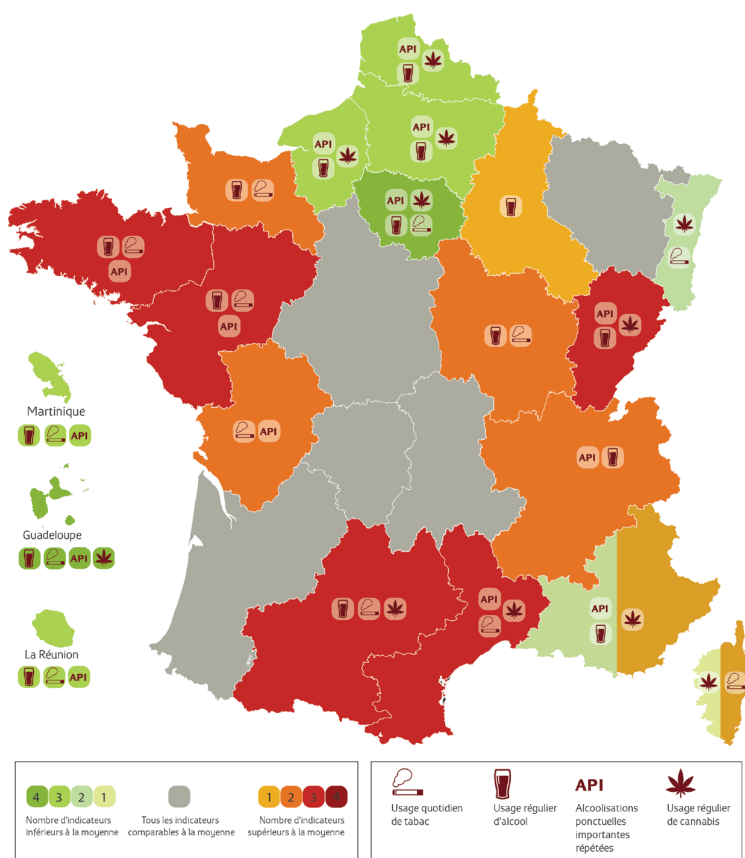 API
API
API
API
API
API
API
API
API
API
API
Martinique
API
Guadeloupe
API
La Réunion
API
4 3 2 1
1 2 3 4
Nombre d'indicateurs
inférieurs à la moyenne
Tous les indicateurs
comparables à la moyenne
Nombre d'indicateurs
supérieurs à la moyenne
API
Usage quotidien
de tabac
Usage régulier
d'alcool
Alcoolisations
ponctuelles
importantes
répétées
Usage régulier
de cannabis